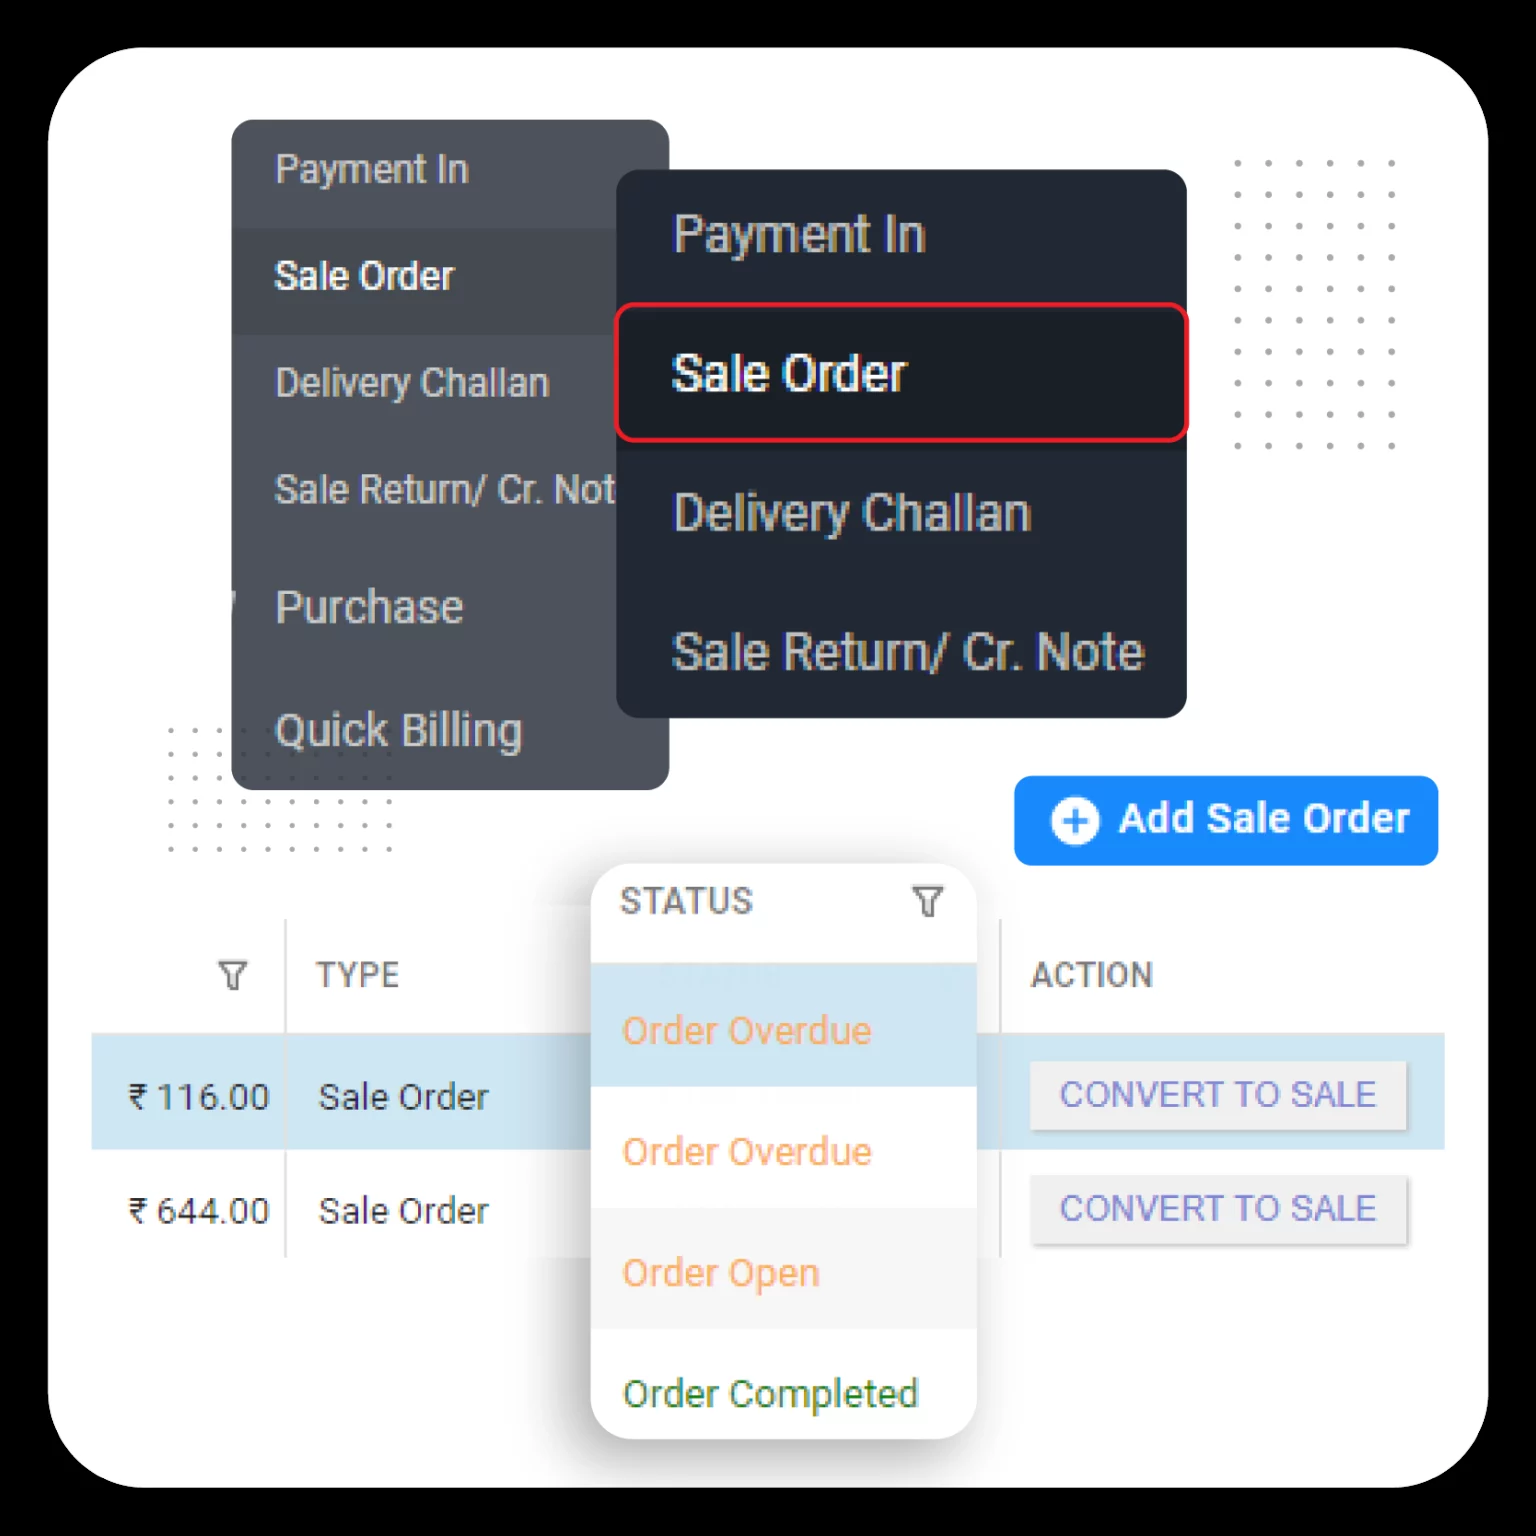 Payment In
Sale Order
Delivery Challan
Sale Return/ Cr. Not
Purchase
Quick Billing
Payment In
Sale Order
Delivery Challan
Sale Return/ Cr. Note
Add Sale Order
STATUS
Order Overdue
Order Overdue
Order Open
Order Completed
TYPE
ACTION
₹ 116.00 Sale Order CONVERT TO SALE
₹ 644.00 Sale Order CONVERT TO SALE